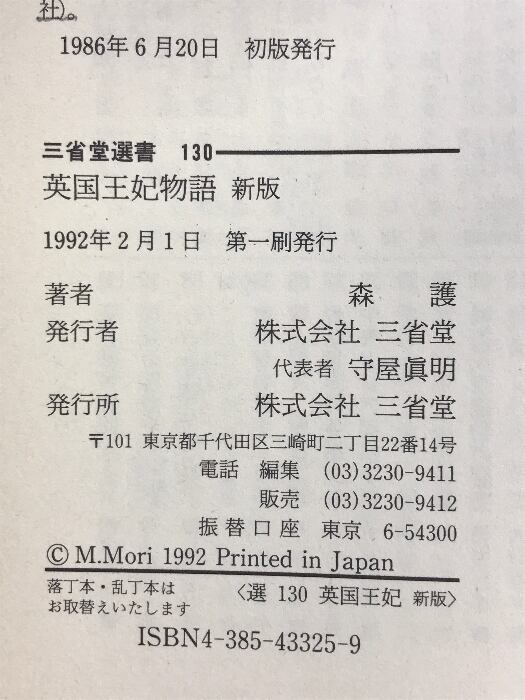 社)。
1986年6月20日　初版発行
三省堂選書　130
英国王妃物語 新版
1992年2月1日　第一刷発行
著者　森　護
発行者　株式会社 三省堂
代表者 守屋眞明
発行所　株式会社 三省堂
〒101 東京都千代田区三崎町二丁目22番14号
電話　編集　(03)3230-9411
販売　(03)3230-9412
振替口座　東京　6-54300
© M.Mori 1992 Printed in Japan
落丁本・乱丁本は
お取替えいたします
〈選 130 英国王妃 新版〉
ISBN4-385-43325-9